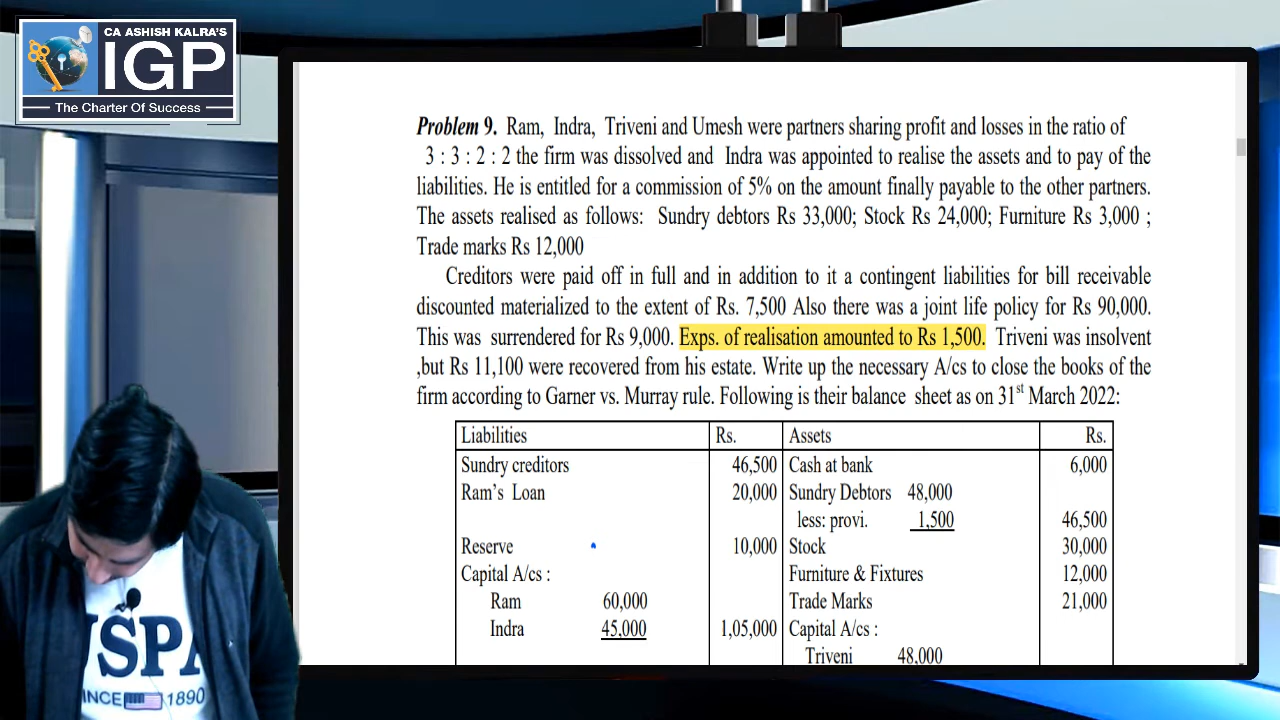 CA ASHISH KALRA'S
IGP
The Charter Of Success
Problem 9. Ram, Indra, Triveni and Umesh were partners sharing profit and losses in the ratio of
3 : 3 : 2 : 2 the firm was dissolved and Indra was appointed to realise the assets and to pay of the
liabilities. He is entitled for a commission of 5% on the amount finally payable to the other partners.
The assets realised as follows: Sundry debtors Rs 33,000; Stock Rs 24,000; Furniture Rs 3,000 ;
Trade marks Rs 12,000
Creditors were paid off in full and in addition to it a contingent liabilities for bill receivable
discounted materialized to the extent of Rs. 7,500 Also there was a joint life policy for Rs 90,000.
This was surrendered for Rs 9,000. Exps. of realisation amounted to Rs 1,500. Triveni was insolvent
,but Rs 11,100 were recovered from his estate. Write up the necessary A/cs to close the books of the
firm according to Garner vs. Murray rule. Following is their balance sheet as on 31st March 2022:
Liabilities Rs. Assets Rs.
Sundry creditors 46,500 Cash at bank 6,000
Ram's Loan 20,000 Sundry Debtors 48,000
less: provi. 1,500 46,500
Reserve 10,000 Stock 30,000
Capital A/cs : Furniture & Fixtures 12,000
Ram 60,000 Trade Marks 21,000
Indra 45,000 1,05,000 Capital A/cs :
Triveni 48,000
USPA
SINCE 1890